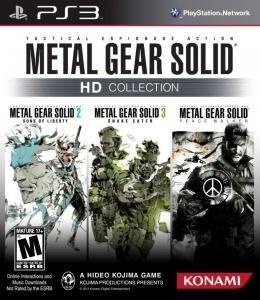 PS3
PlayStation Network
TACTICAL ESPIONAGE ACTION
METAL GEAR SOLID
HD COLLECTION
METAL GEAR SOLID 2
SONS OF LIBERTY
METAL GEAR SOLID 3
SNAKE EATER
METAL GEAR SOLID
PEACE WALKER
MATURE 17+
M
ESRB
Online Interactions and
Music Downloads
Not Rated by the ESRB
A HIDEO KOJIMA GAME
KOJIMA PRODUCTIONS PRESENTS
KONAMI